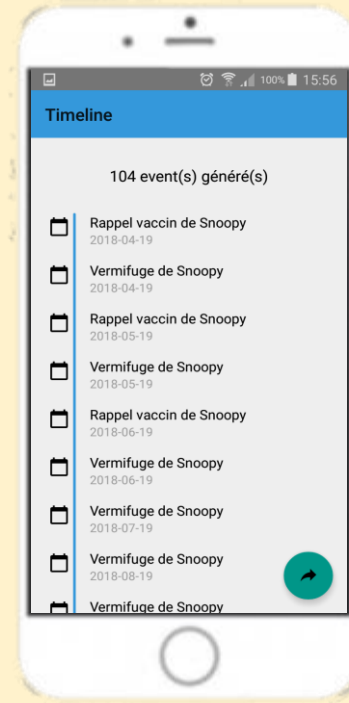 100% 15:56
Timeline
104 event(s) généré(s)
Rappel vaccin de Snoopy
2018-04-19
Vermifuge de Snoopy
2018-04-19
Rappel vaccin de Snoopy
2018-05-19
Vermifuge de Snoopy
2018-05-19
Rappel vaccin de Snoopy
2018-06-19
Vermifuge de Snoopy
2018-06-19
Vermifuge de Snoopy
2018-07-19
Vermifuge de Snoopy
2018-08-19
Vermifuge de Snoopy